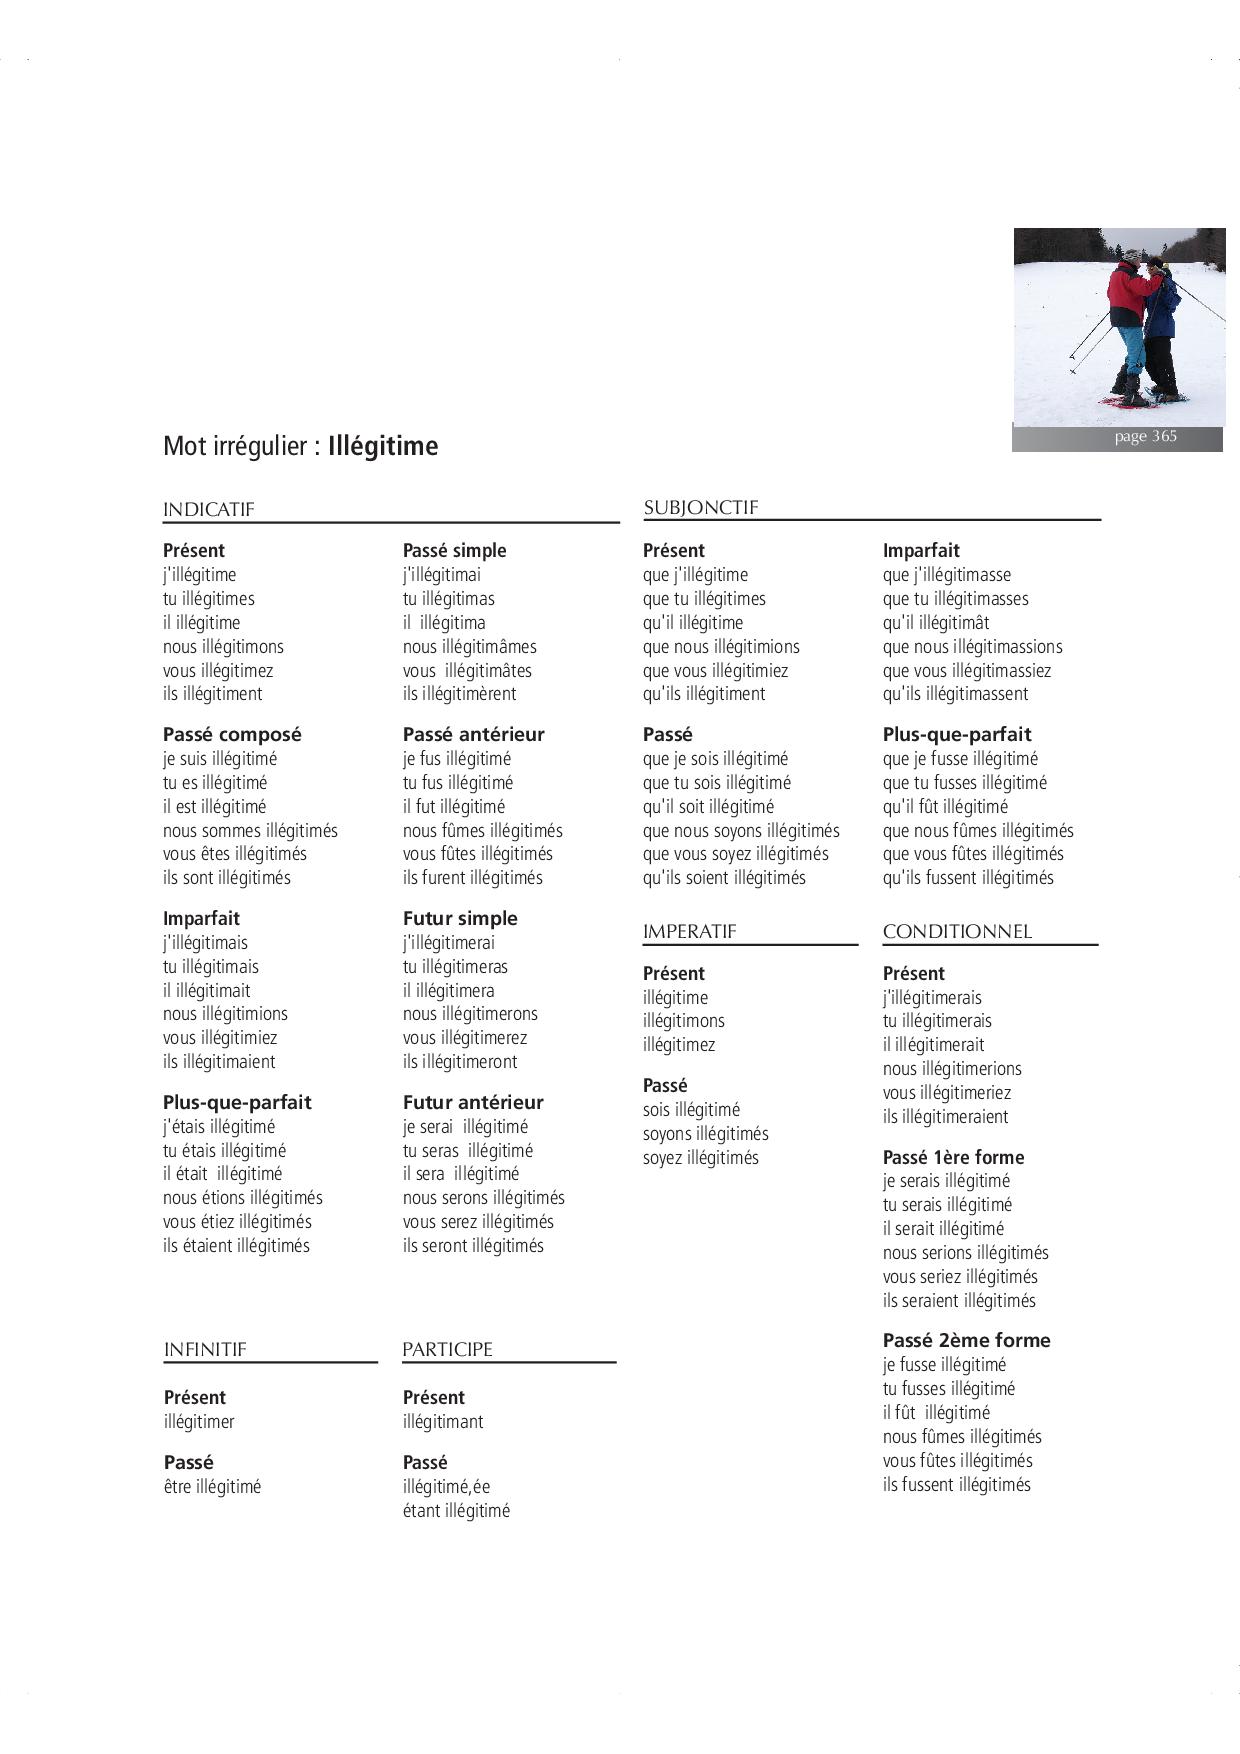 page 365
Mot irrégulier : Illégitime
INDICATIF
Présent
j'illégitime
tu illégitimes
il illégitime
nous illégitimons
vous illégitimez
ils illégitiment
Passé composé
je suis illégitimé
tu es illégitimé
il est illégitimé
nous sommes illégitimés
vous êtes illégitimés
ils sont illégitimés
Imparfait
j'illégitimais
tu illégitimais
il illégitimait
nous illégitimions
vous illégitimiez
ils illégitimaient
Plus-que-parfait
j'étais illégitimé
tu étais illégitimé
il était  illégitimé
nous étions illégitimés
vous étiez illégitimés
ils étaient illégitimés
Passé simple
j'illégitimai
tu illégitimas
il  illégitima
nous illégitimâmes
vous  illégitimâtes
ils illégitimèrent
Passé antérieur
je fus illégitimé
tu fus illégitimé
il fut illégitimé
nous fûmes illégitimés
vous fûtes illégitimés
ils furent illégitimés
Futur simple
j'illégitimerai
tu illégitimeras
il illégitimera
nous illégitimerons
vous illégitimerez
ils illégitimeront
Futur antérieur
je serai  illégitimé
tu seras  illégitimé
il sera  illégitimé
nous serons illégitimés
vous serez illégitimés
ils seront illégitimés
SUBJONCTIF
Présent
que j'illégitime
que tu illégitimes
qu'il illégitime
que nous illégitimions
que vous illégitimiez
qu'ils illégitiment
Passé
que je sois illégitimé
que tu sois illégitimé
qu'il soit illégitimé
que nous soyons illégitimés
que vous soyez illégitimés
qu'ils soient illégitimés
Imparfait
que j'illégitimasse
que tu illégitimasses
qu'il illégitimât
que nous illégitimassions
que vous illégitimassiez
qu'ils illégitimassent
Plus-que-parfait
que je fusse illégitimé
que tu fusses illégitimé
qu'il fût illégitimé
que nous fûmes illégitimés
que vous fûtes illégitimés
qu'ils fussent illégitimés
IMPERATIF
Présent
illégitime
illégitimons
illégitimez
Passé
sois illégitimé
soyons illégitimés
soyez illégitimés
CONDITIONNEL
Présent
j'illégitimerais
tu illégitimerais
il illégitimerait
nous illégitimerions
vous illégitimeriez
ils illégitimeraient
Passé 1ère forme
je serais illégitimé
tu serais illégitimé
il serait illégitimé
nous serions illégitimés
vous seriez illégitimés
ils seraient illégitimés
Passé 2ème forme
je fusse illégitimé
tu fusses illégitimé
il fût  illégitimé
nous fûmes illégitimés
vous fûtes illégitimés
ils fussent illégitimés
INFINITIF
Présent
illégitimer
Passé
être illégitimé
PARTICIPE
Présent
illégitimant
Passé
illégitimé,ée
étant illégitimé